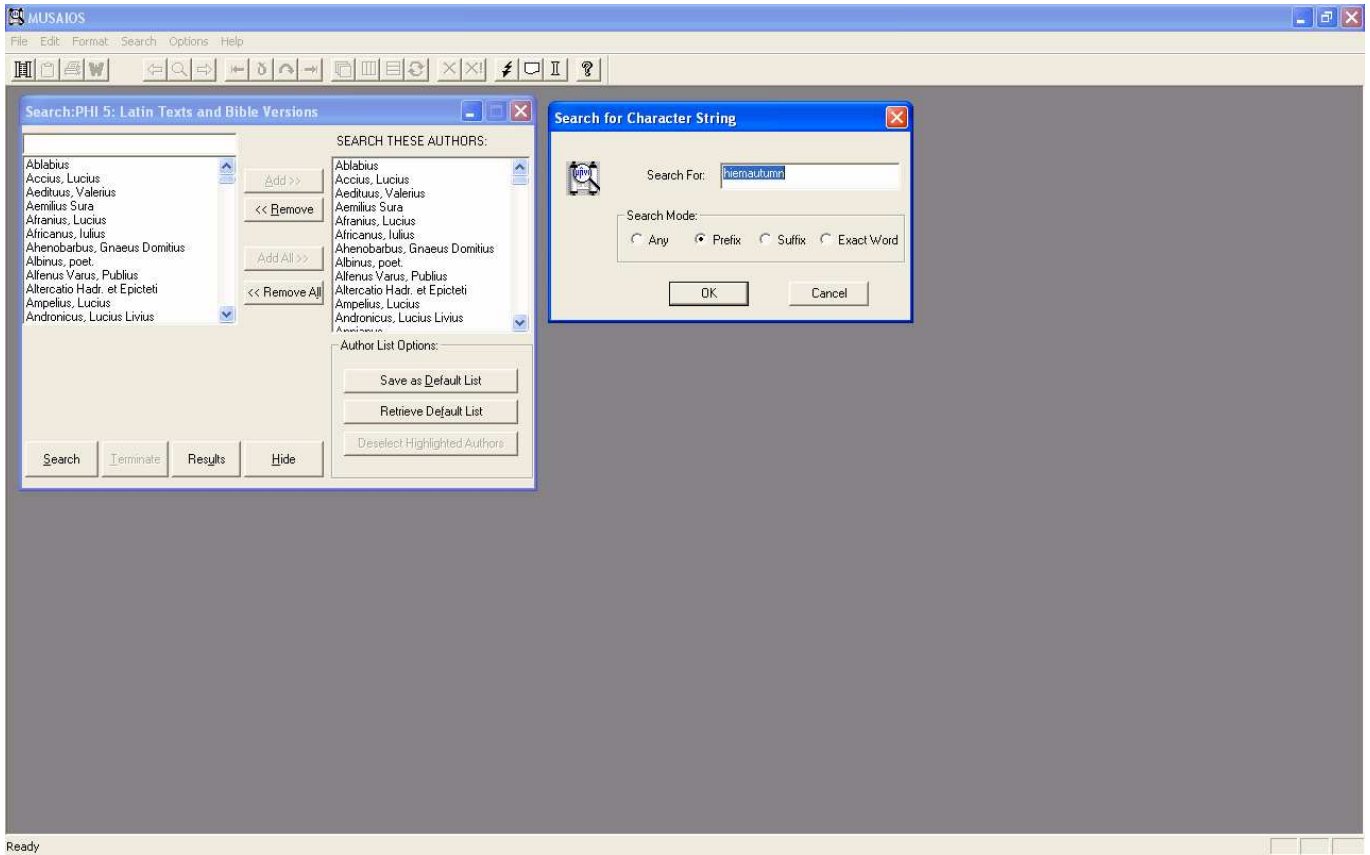 MUSAIOS
File Edit Format Search Options Help
Search:PHI 5: Latin Texts and Bible Versions
SEARCH THESE AUTHORS:
Ablabius
Accius, Lucius
Aedituus, Valerius
Aemilius Sura
Afranius, Lucius
Africanus, Iulius
Ahenobarbus, Gnaeus Domitius
Albinus, poet.
Alfenus Varus, Publius
Altercatio Hadr. et Epicteti
Ampelius, Lucius
Andronicus, Lucius Livius
Add >>
<< Remove
Add All >>
<< Remove All
Ablabius
Accius, Lucius
Aedituus, Valerius
Aemilius Sura
Afranius, Lucius
Africanus, Iulius
Ahenobarbus, Gnaeus Domitius
Albinus, poet.
Alfenus Varus, Publius
Altercatio Hadr. et Epicteti
Ampelius, Lucius
Andronicus, Lucius Livius
Author List Options:
Save as Default List
Retrieve Default List
Deselect Highlighted Authors
Search Terminate Results Hide
Search for Character String
Search For: hiemautumn
Search Mode:
Any Prefix Suffix Exact Word
OK Cancel
Ready